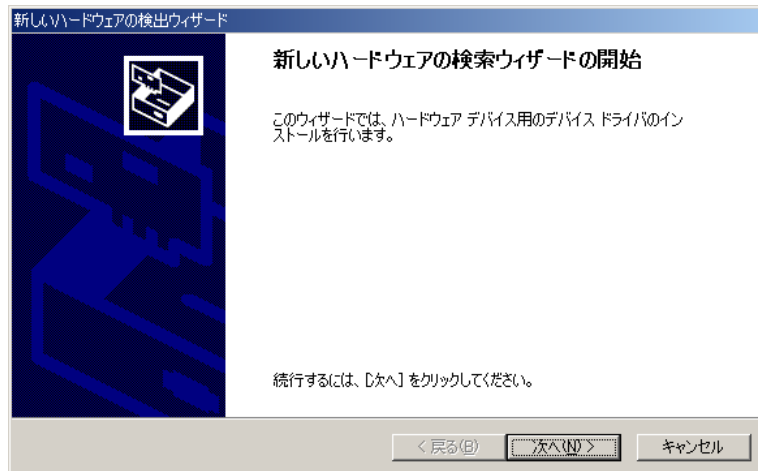 新しいハードウェアの検出ウィザード
新しいハードウェアの検索ウィザードの開始
このウィザードでは、ハードウェア デバイス用のデバイス ドライバのイン
ストールを行います。
続行するには、[次へ] をクリックしてください。
< 戻る(B) 次へ(N) > キャンセル